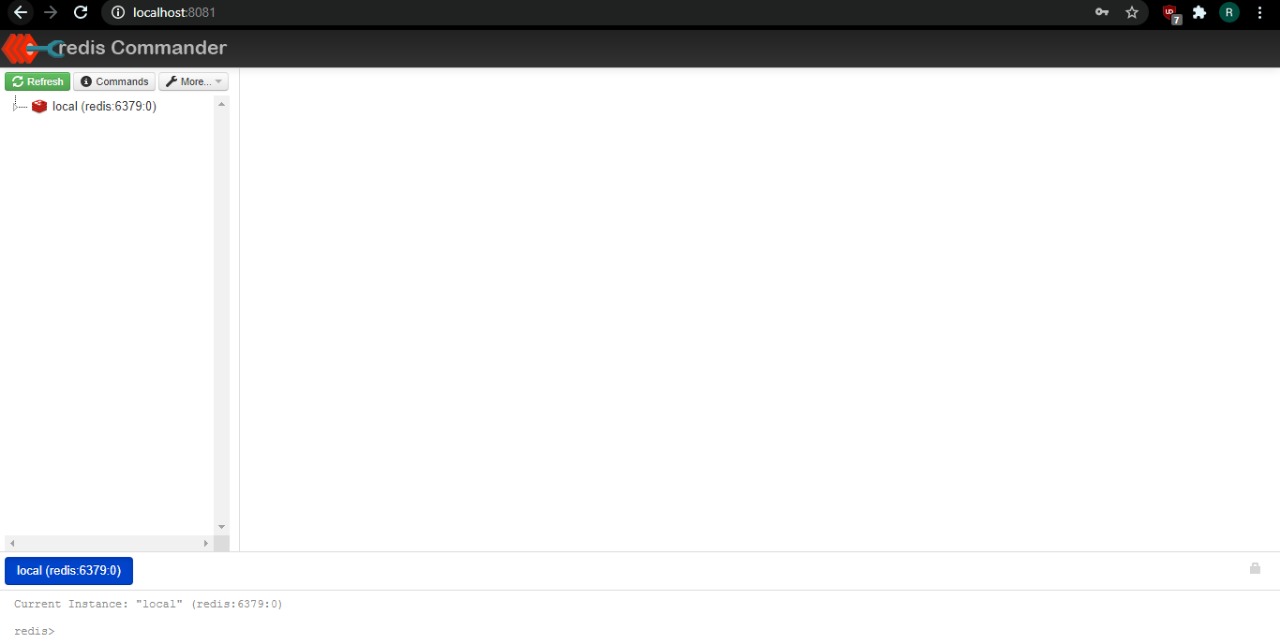 localhost:8081
7
R
redis Commander
Refresh
Commands
More...
local (redis:6379:0)
local (redis:6379:0)
Current Instance: "local" (redis:6379:0)
redis>